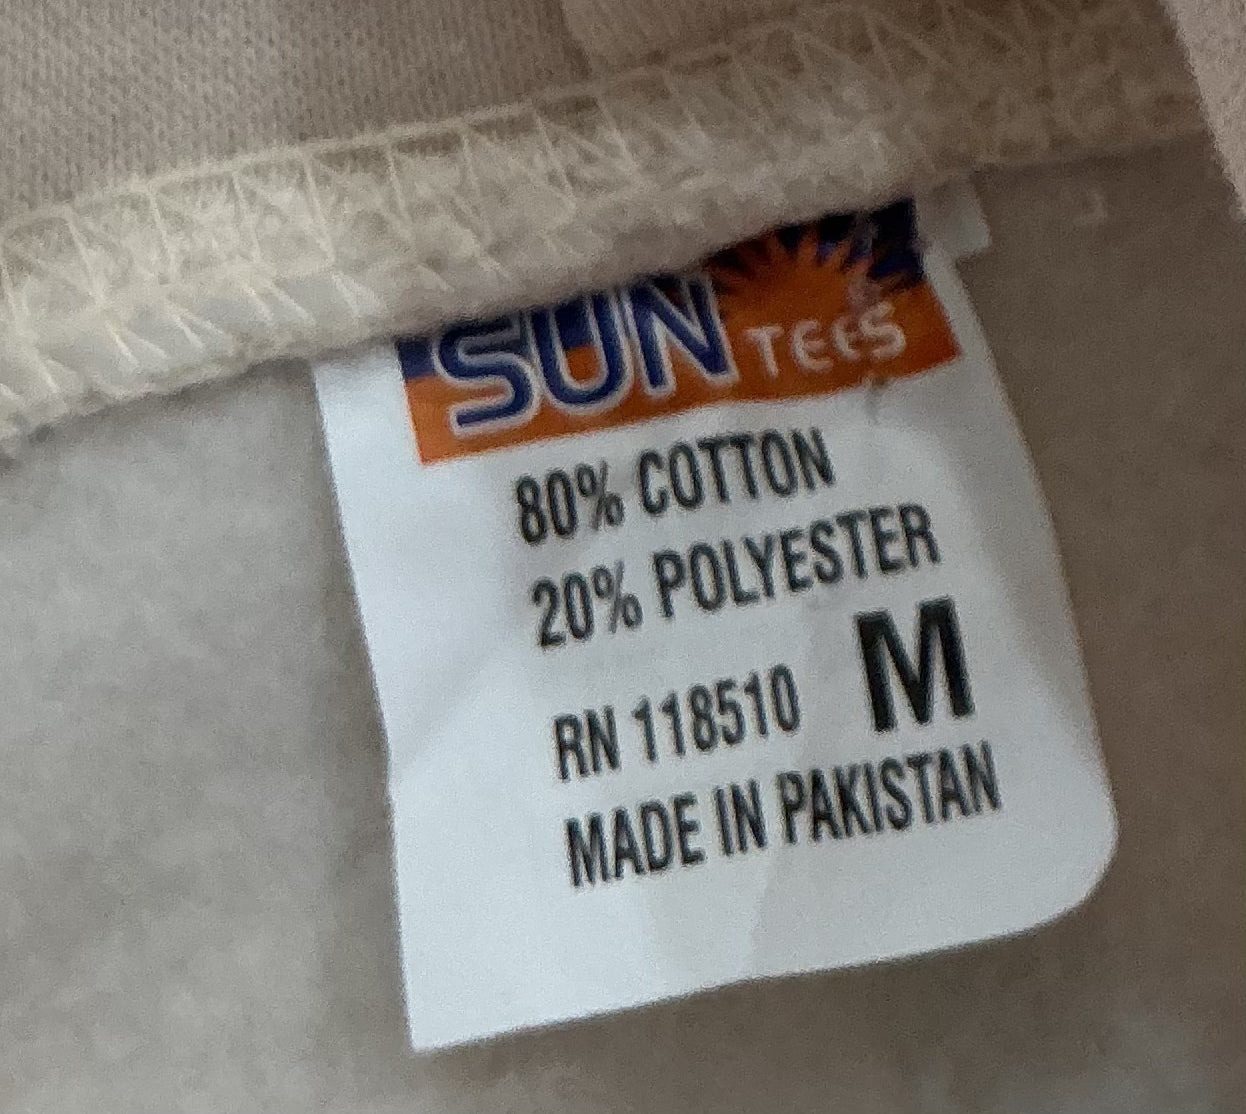 SUN TEES
80% COTTON
20% POLYESTER
M
RN 118510
MADE IN PAKISTAN